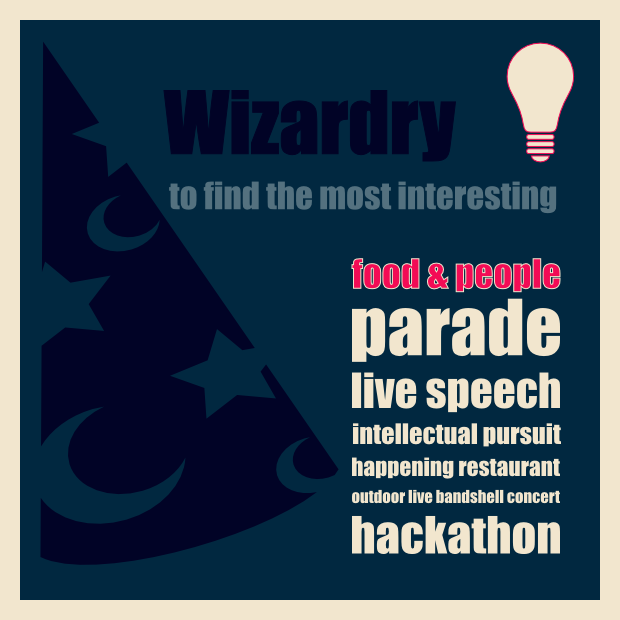 Wizardry
to find the most interesting
food & people
parade
live speech
intellectual pursuit
happening restaurant
outdoor live bandshell concert
hackathon